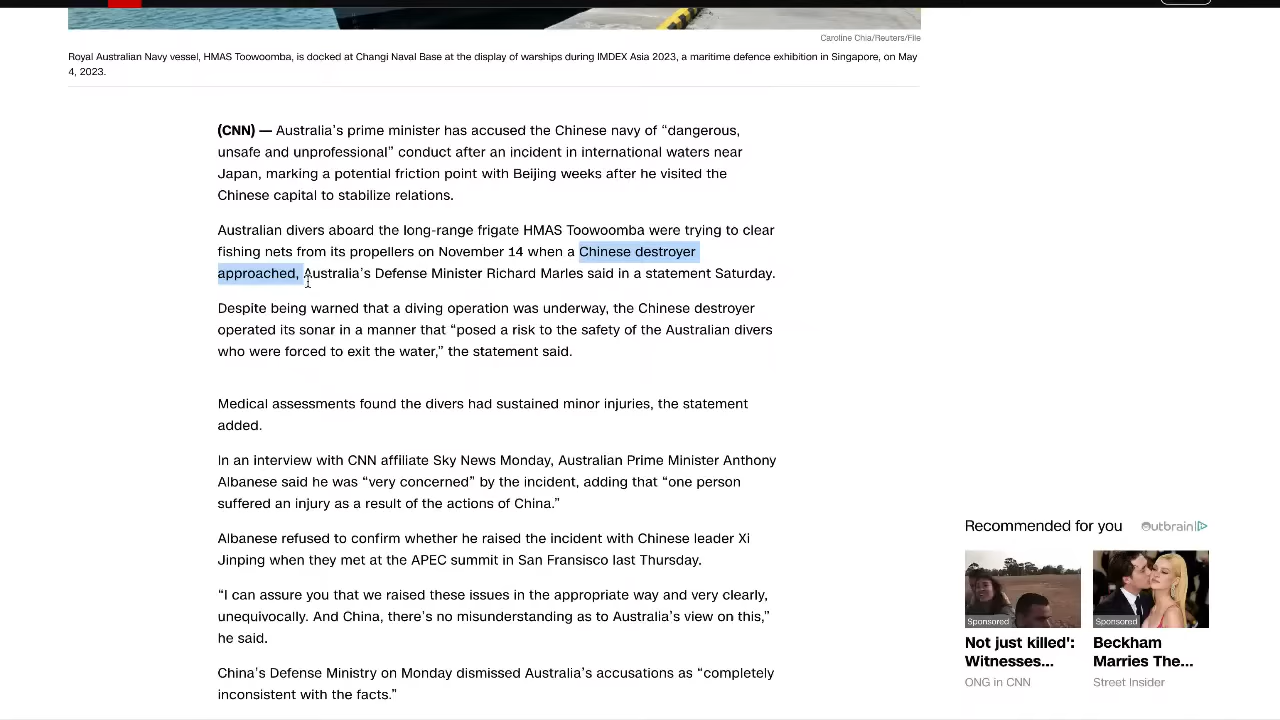 Caroline Chia/Reuters/File
Royal Australian Navy vessel, HMAS Toowoomba, is docked at Changi Naval Base at the display of warships during IMDEX Asia 2023, a maritime defence exhibition in Singapore, on May
4, 2023.
(CNN) — Australia’s prime minister has accused the Chinese navy of “dangerous,
unsafe and unprofessional” conduct after an incident in international waters near
Japan, marking a potential friction point with Beijing weeks after he visited the
Chinese capital to stabilize relations.
Australian divers aboard the long-range frigate HMAS Toowoomba were trying to clear
fishing nets from its propellers on November 14 when a Chinese destroyer
approached, Australia’s Defense Minister Richard Marles said in a statement Saturday.
Despite being warned that a diving operation was underway, the Chinese destroyer
operated its sonar in a manner that “posed a risk to the safety of the Australian divers
who were forced to exit the water,” the statement said.
Medical assessments found the divers had sustained minor injuries, the statement
added.
In an interview with CNN affiliate Sky News Monday, Australian Prime Minister Anthony
Albanese said he was “very concerned” by the incident, adding that “one person
suffered an injury as a result of the actions of China.”
Albanese refused to confirm whether he raised the incident with Chinese leader Xi
Jinping when they met at the APEC summit in San Fransisco last Thursday.
“I can assure you that we raised these issues in the appropriate way and very clearly,
unequivocally. And China, there’s no misunderstanding as to Australia’s view on this,”
he said.
China’s Defense Ministry on Monday dismissed Australia’s accusations as “completely
inconsistent with the facts.”
Recommended for you
Outbrain
Sponsored
Not just killed':
Witnesses...
ONG in CNN
Sponsored
Beckham
Marries The...
Street Insider